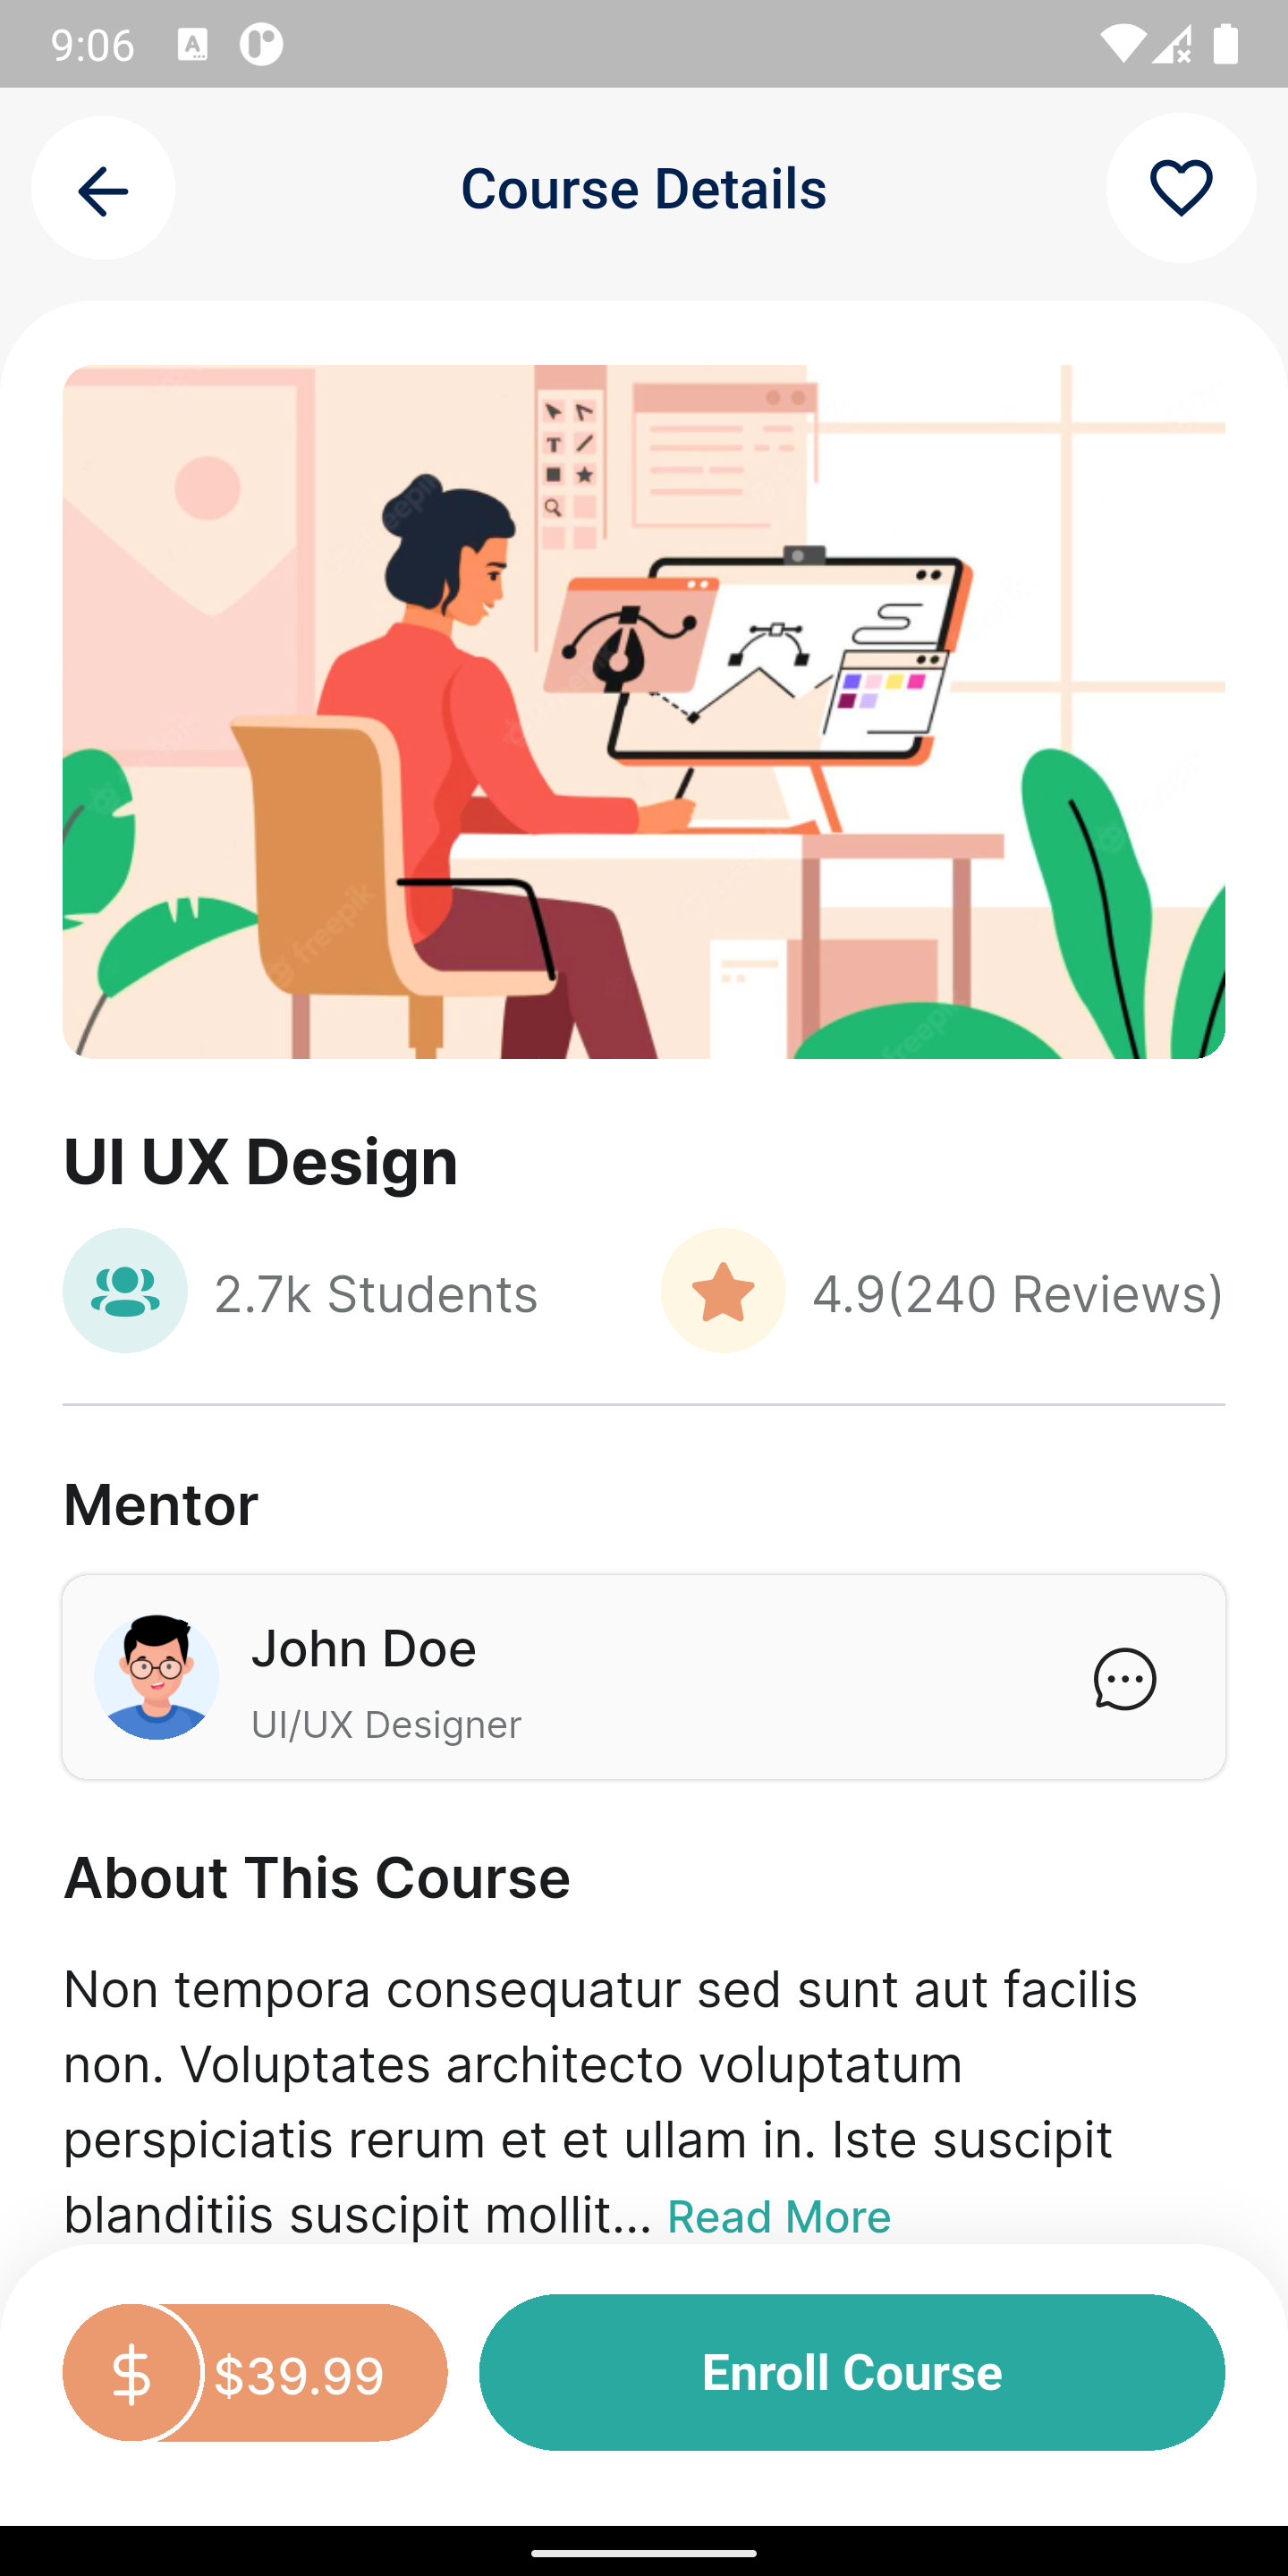 9:06
Course Details
freepik
UI UX Design
2.7k Students
4.9(240 Reviews)
Mentor
John Doe
UI/UX Designer
About This Course
Non tempora consequatur sed sunt aut facilis
non. Voluptates architecto voluptatum
perspiciatis rerum et et ullam in. Iste suscipit
blanditiis suscipit mollit... Read More
$ $39.99
Enroll Course